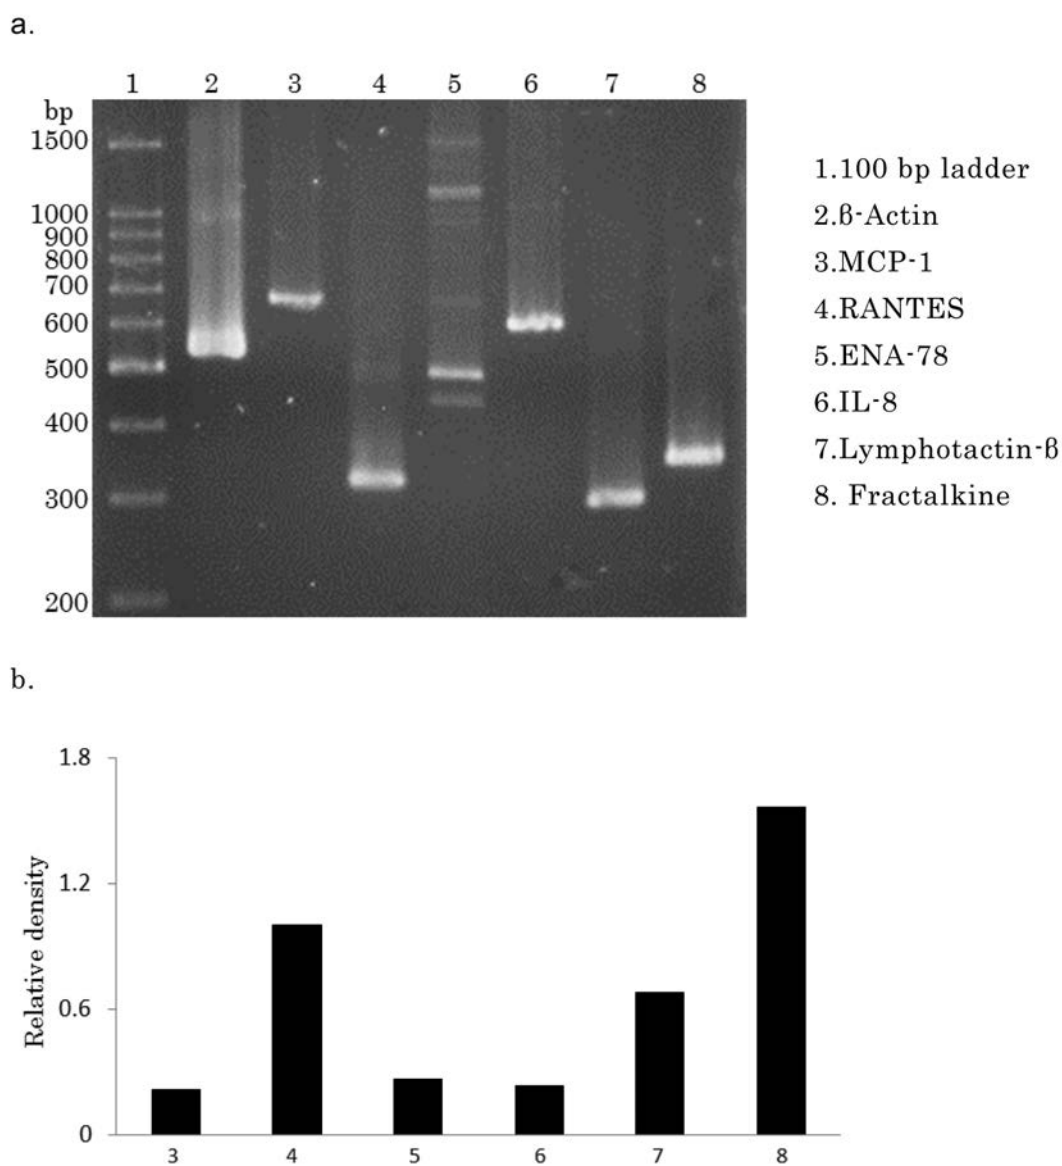 a.
1 2 3 4 5 6 7 8
bp
1500
1000
900
800
700
600
500
400
300
200
1.100 bp ladder
2.β-Actin
3.MCP-1
4.RANTES
5.ENA-78
6.IL-8
7.Lymphotactin-β
8. Fractalkine
b.
Relative density
1.8
1.2
0.6
0
3 4 5 6 7 8